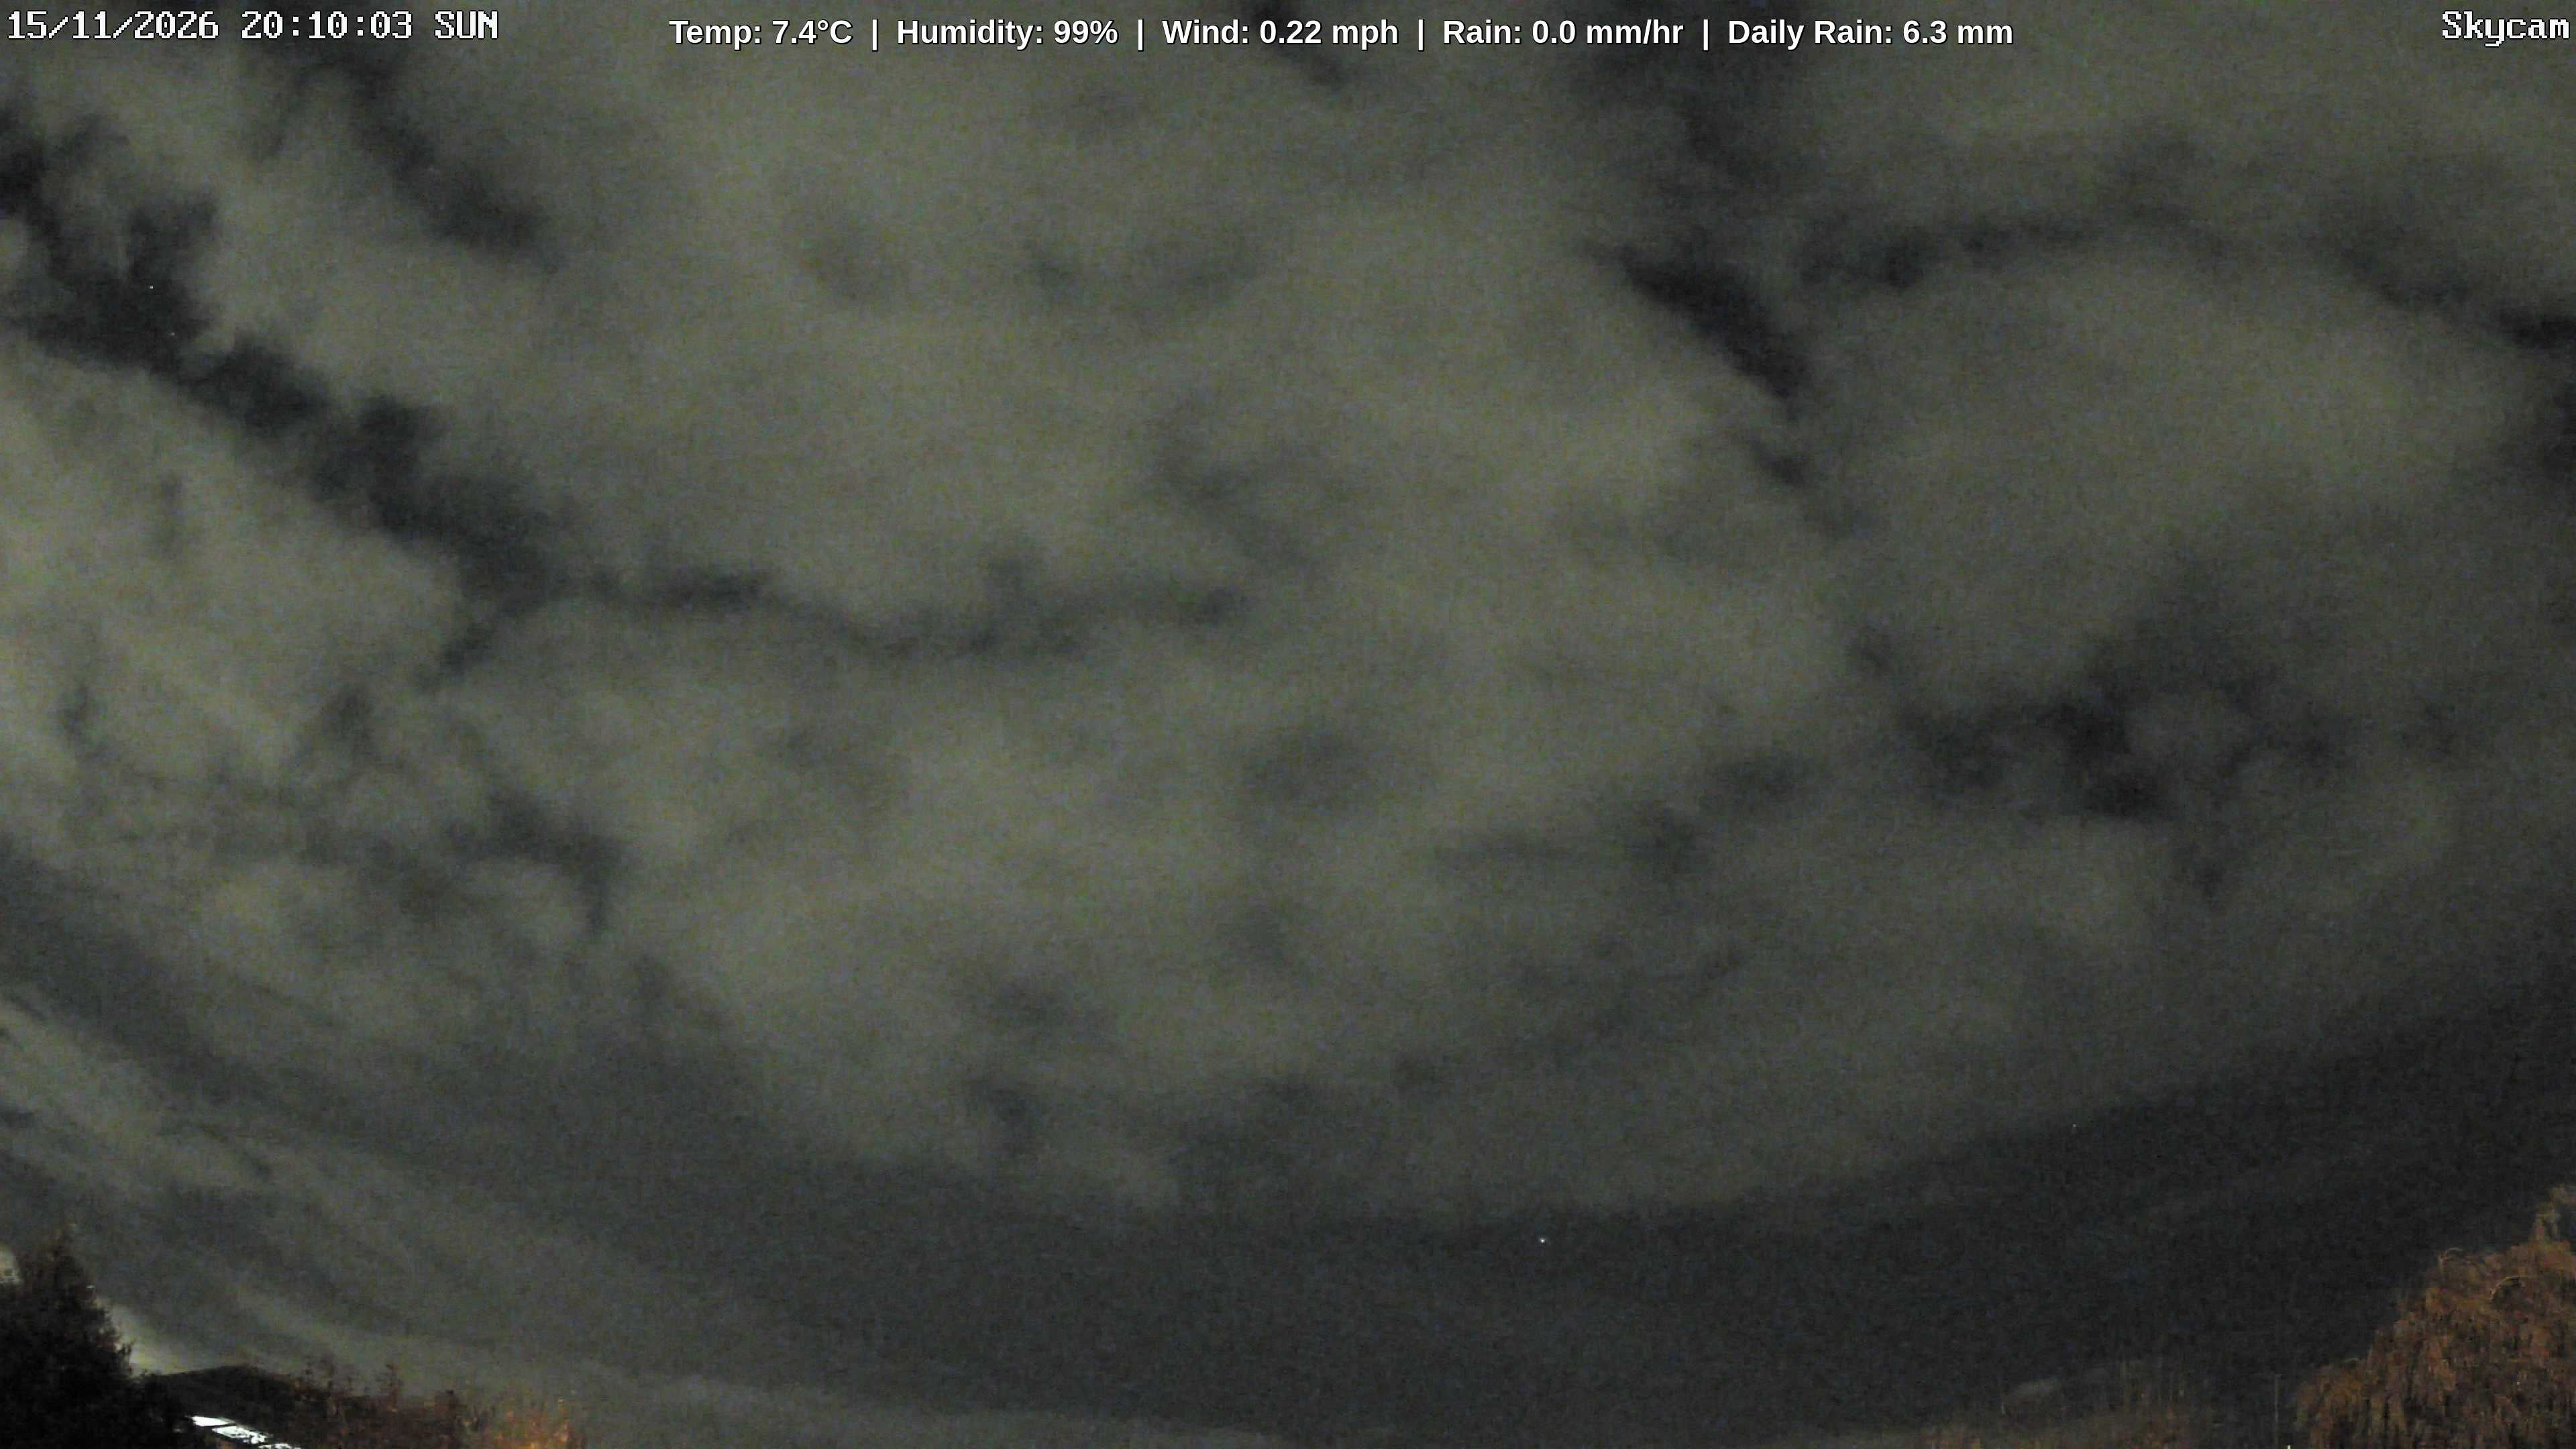 15/11/2026 20:10:03 SUN
Temp: 7.4°C | Humidity: 99% | Wind: 0.22 mph | Rain: 0.0 mm/hr | Daily Rain: 6.3 mm
Skycam